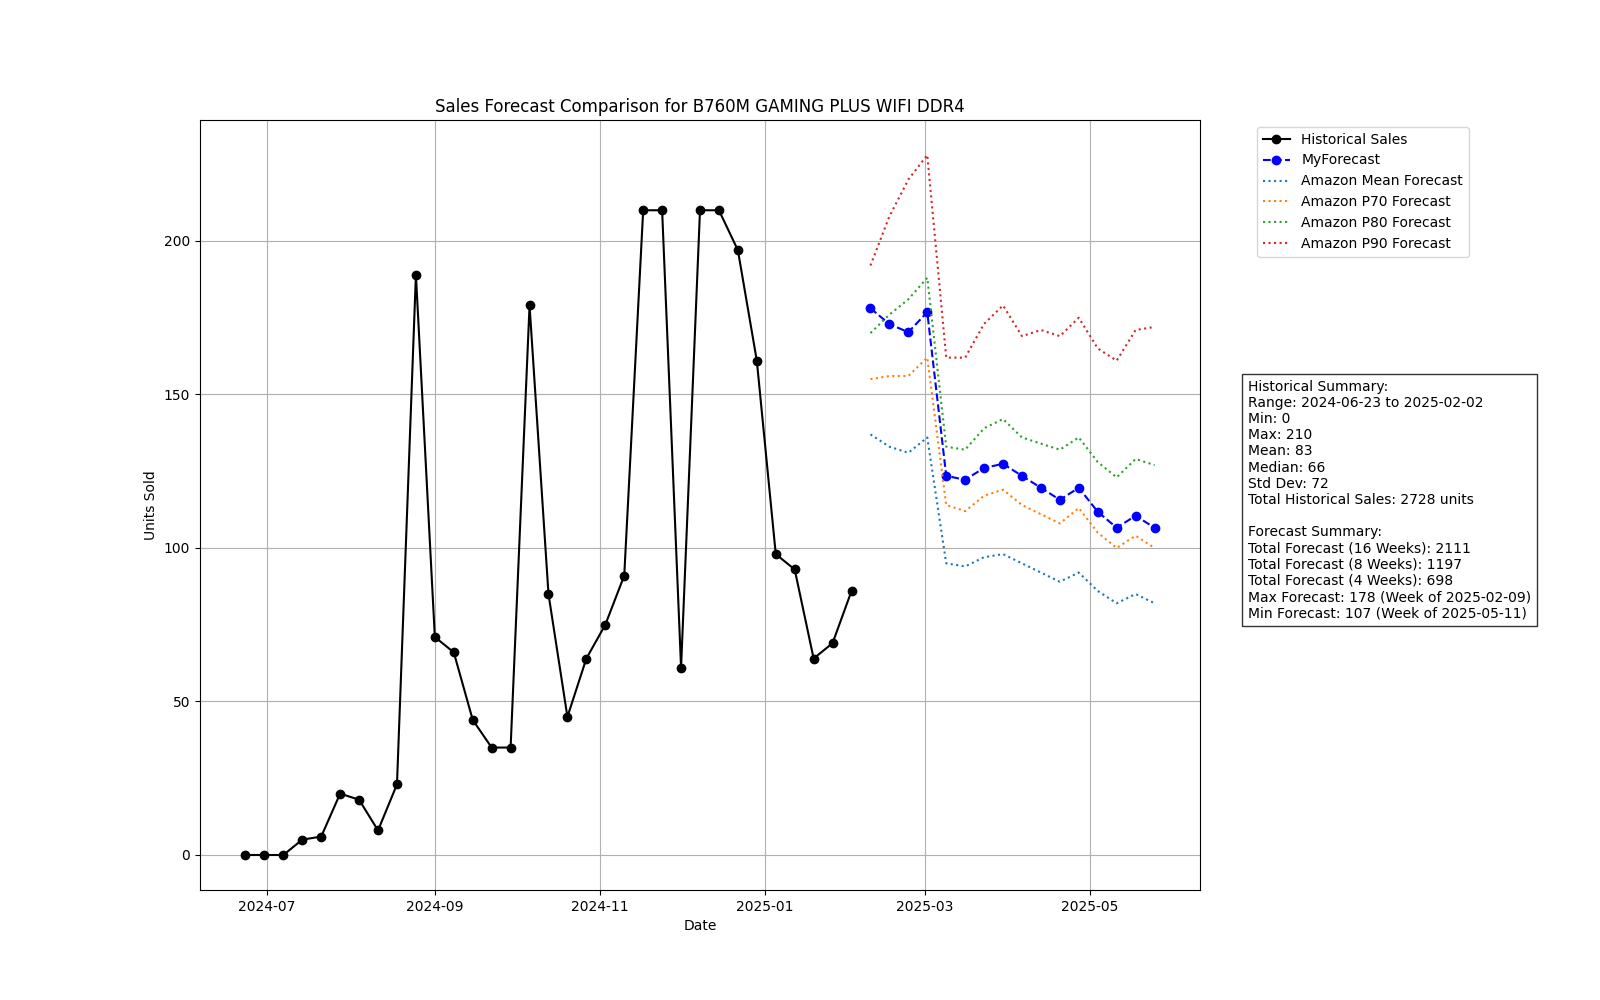 Sales Forecast Comparison for B760M GAMING PLUS WIFI DDR4
Historical Sales
MyForecast
Amazon Mean Forecast
Amazon P70 Forecast
Amazon P80 Forecast
Amazon P90 Forecast
Units Sold
200
150
100
50
0
2024-07
2024-09
2024-11
2025-01
2025-03
2025-05
Date
Historical Summary:
Range: 2024-06-23 to 2025-02-02
Min: 0
Max: 210
Mean: 83
Median: 66
Std Dev: 72
Total Historical Sales: 2728 units
Forecast Summary:
Total Forecast (16 Weeks): 2111
Total Forecast (8 Weeks): 1197
Total Forecast (4 Weeks): 698
Max Forecast: 178 (Week of 2025-02-09)
Min Forecast: 107 (Week of 2025-05-11)